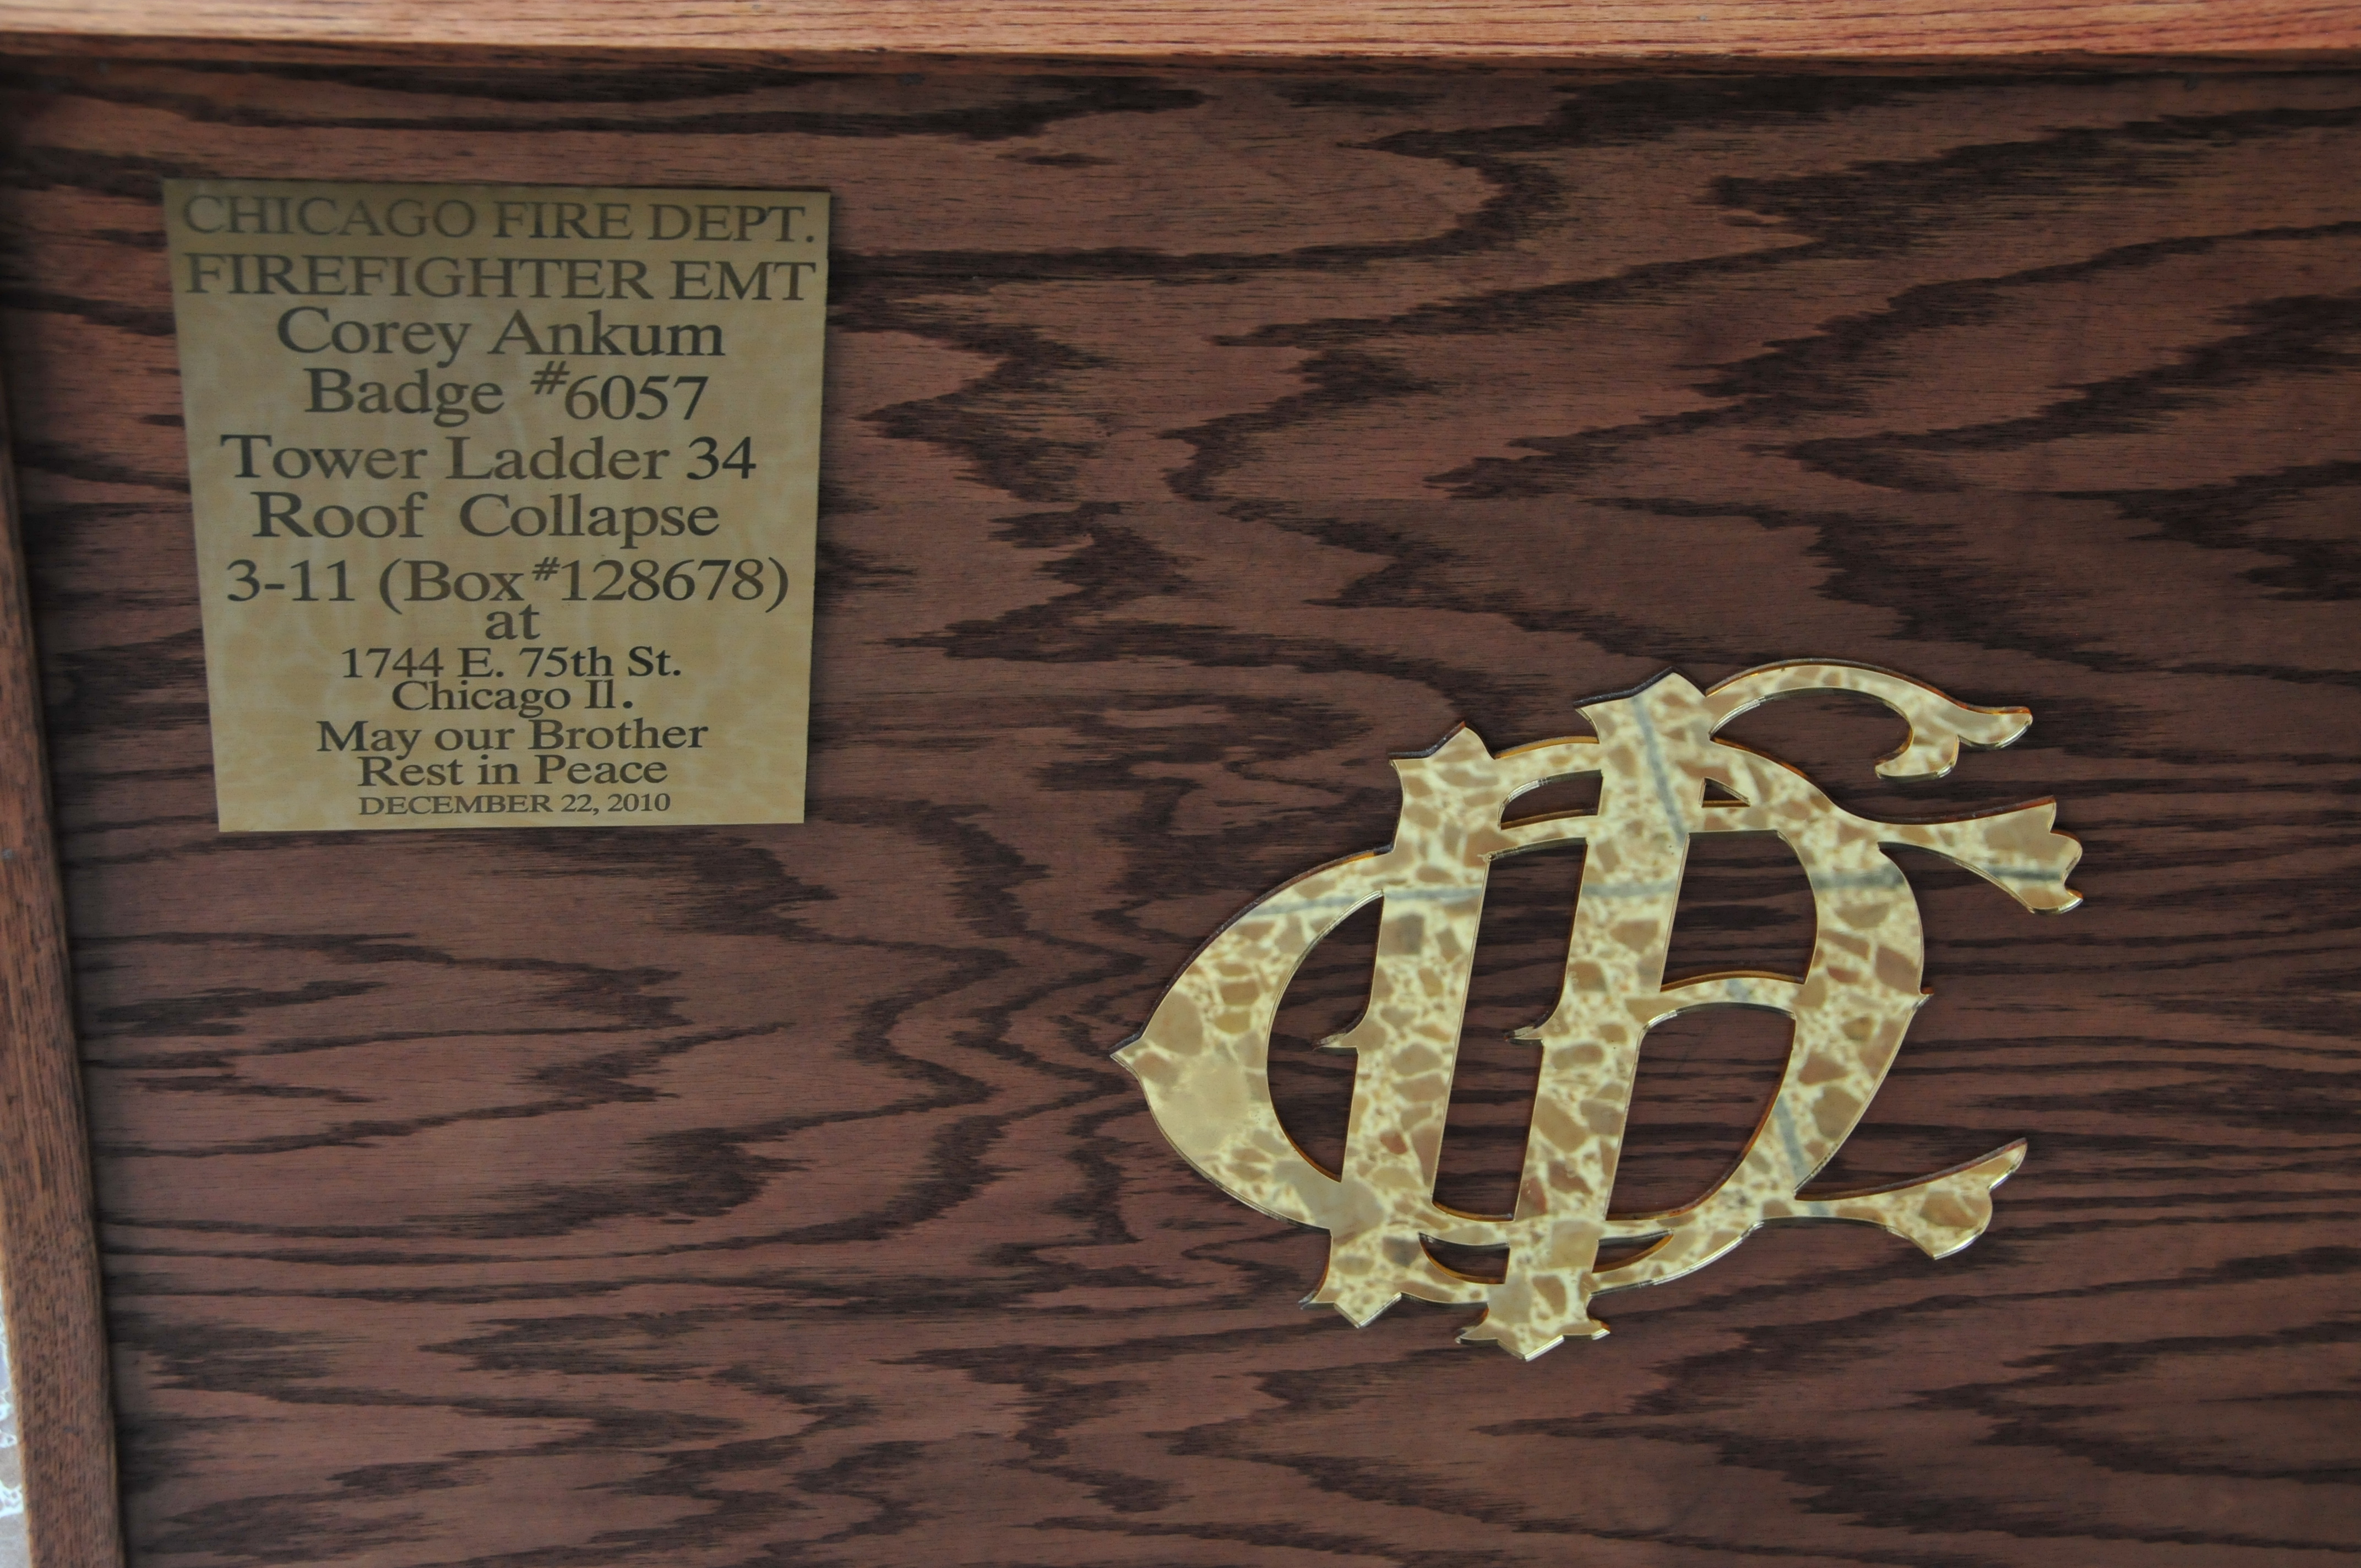 CHICAGO FIRE DEPT.
FIREFIGHTER EMT
Corey Ankum
Badge #6057
Tower Ladder 34
Roof Collapse
3-11 (Box #128678)
at
1744 E. 75th St.
Chicago Il.
May our Brother
Rest in Peace
DECEMBER 22, 2010
CFD